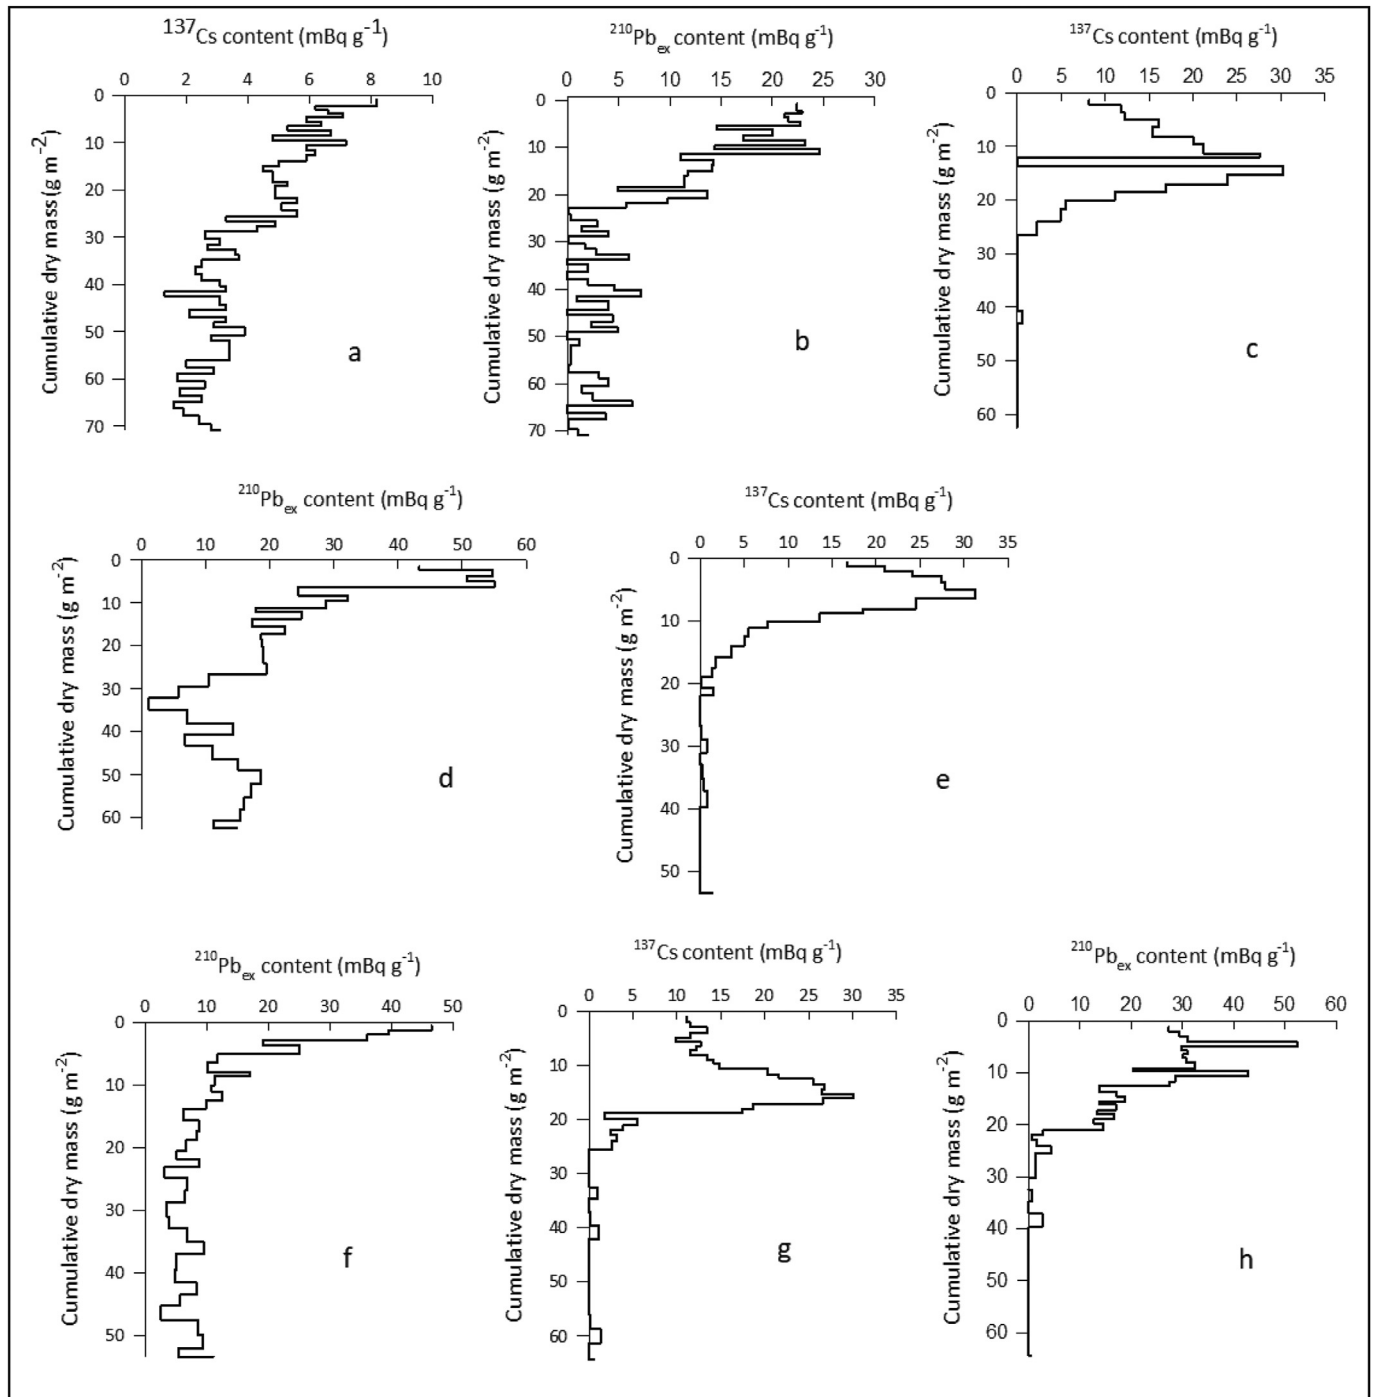 ¹³⁷Cs content (mBq g⁻¹)
0 2 4 6 8 10
Cumulative dry mass (g m⁻²)
0
10
20
30
40
50
60
70
a
²¹⁰Pbₑₓ content (mBq g⁻¹)
0 5 10 15 20 25 30
Cumulative dry mass (g m⁻²)
0
10
20
30
40
50
60
70
b
¹³⁷Cs content (mBq g⁻¹)
0 5 10 15 20 25 30 35
Cumulative dry mass (g m⁻²)
0
10
20
30
40
50
60
c
²¹⁰Pbₑₓ content (mBq g⁻¹)
0 10 20 30 40 50 60
Cumulative dry mass (g m⁻²)
0
10
20
30
40
50
60
d
¹³⁷Cs content (mBq g⁻¹)
0 5 10 15 20 25 30 35
Cumulative dry mass (g m⁻²)
0
10
20
30
40
50
e
²¹⁰Pbₑₓ content (mBq g⁻¹)
0 10 20 30 40 50
Cumulative dry mass (g m⁻²)
0
10
20
30
40
50
f
¹³⁷Cs content (mBq g⁻¹)
0 5 10 15 20 25 30 35
Cumulative dry mass (g m⁻²)
0
10
20
30
40
50
60
g
²¹⁰Pbₑₓ content (mBq g⁻¹)
0 10 20 30 40 50 60
Cumulative dry mass (g m⁻²)
0
10
20
30
40
50
60
h